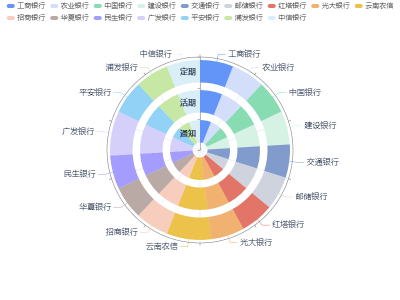 工商银行 农业银行 中国银行 建设银行 交通银行 邮储银行 红塔银行 光大银行 云南农信
招商银行 华夏银行 民生银行 广发银行 平安银行 浦发银行 中信银行
中信银行 工商银行
浦发银行 定期 农业银行
平安银行 活期 中国银行
广发银行 通知 建设银行
民生银行 交通银行
华夏银行 邮储银行
招商银行 红塔银行
云南农信 光大银行